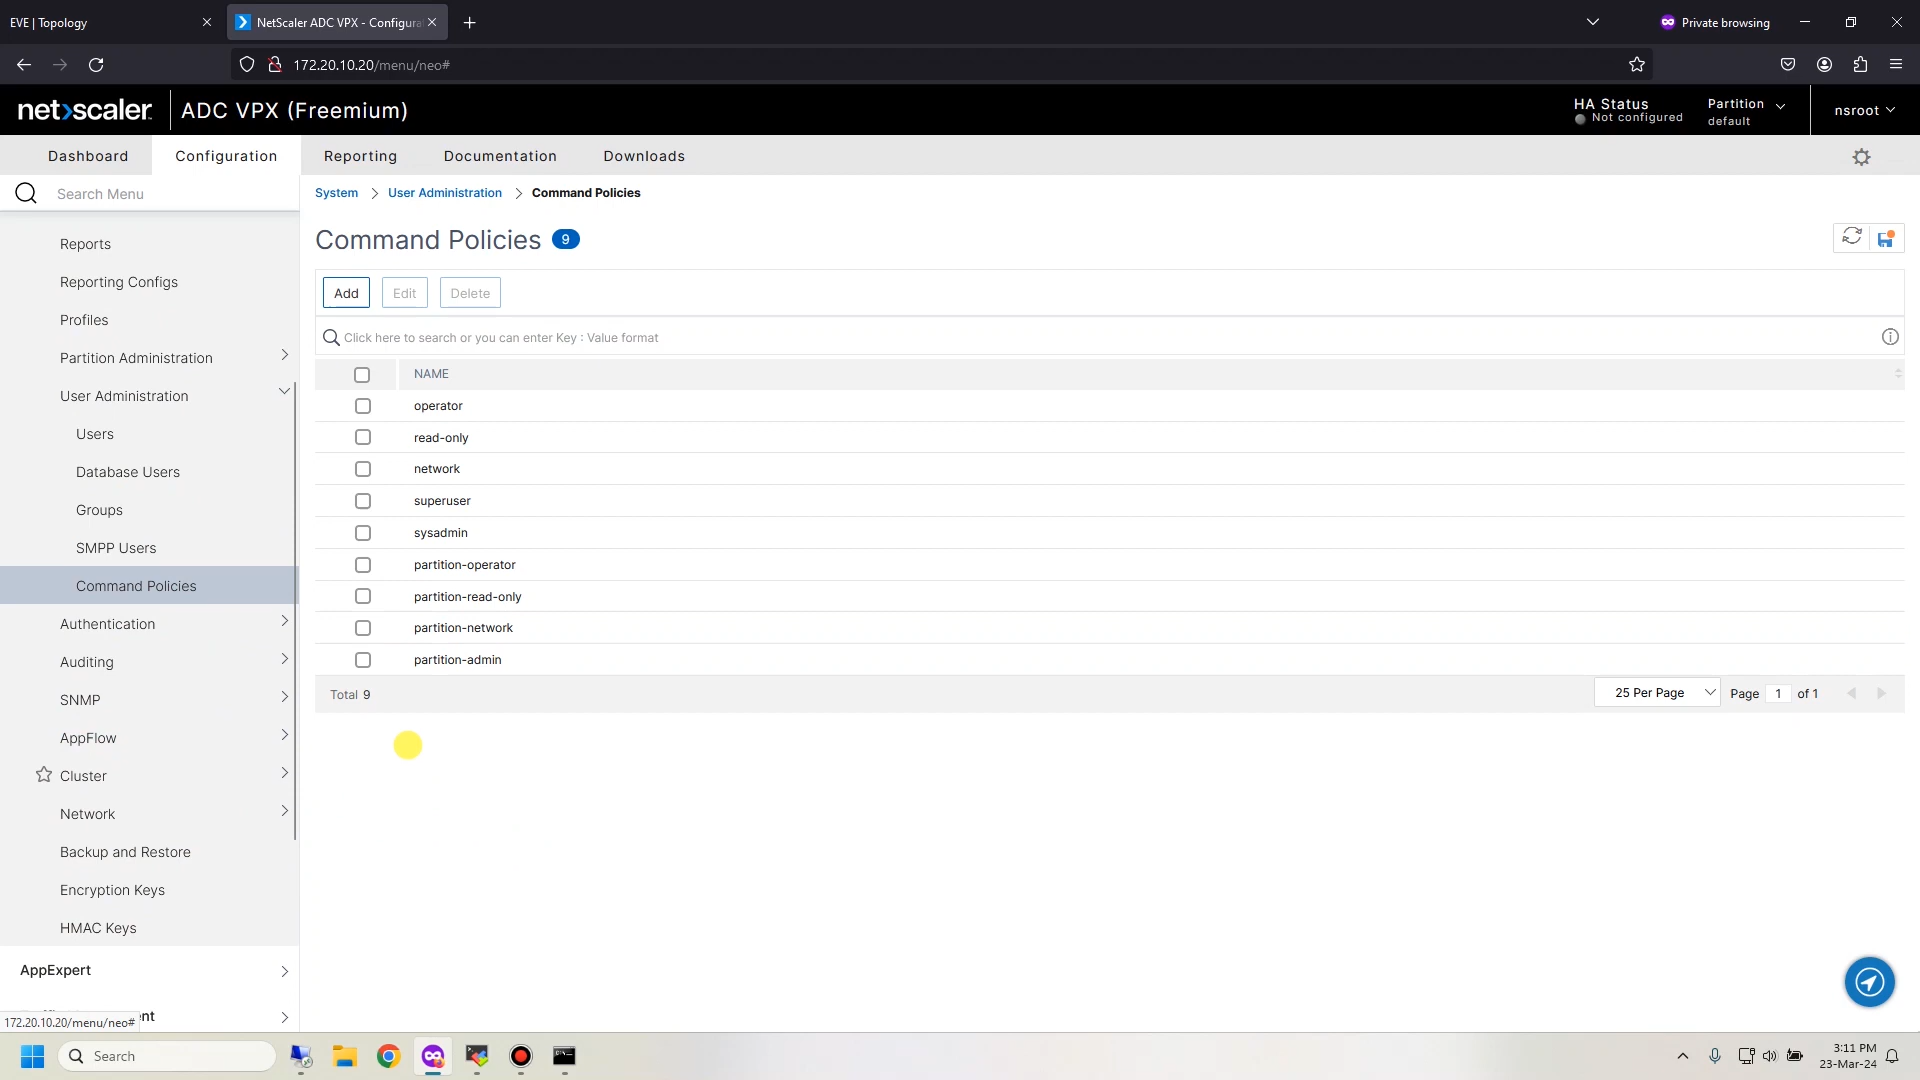 EVE | Topology
NetScaler ADC VPX - Configura
Private browsing
172.20.10.20/menu/neo#
netscaler
ADC VPX (Freemium)
HA Status
Not configured
Partition
default
nsroot
Dashboard
Configuration
Reporting
Documentation
Downloads
Search Menu
System
User Administration
Command Policies
Reports
Reporting Configs
Profiles
Partition Administration
User Administration
Users
Database Users
Groups
SMPP Users
Command Policies
Authentication
Auditing
SNMP
AppFlow
Cluster
Network
Backup and Restore
Encryption Keys
HMAC Keys
AppExpert
172.20.10.20/menu/neo#
Command Policies 9
Add
Edit
Delete
Click here to search or you can enter Key : Value format
NAME
operator
read-only
network
superuser
sysadmin
partition-operator
partition-read-only
partition-network
partition-admin
Total 9
25 Per Page
Page 1 of 1
Search
3:11 PM
23-Mar-24